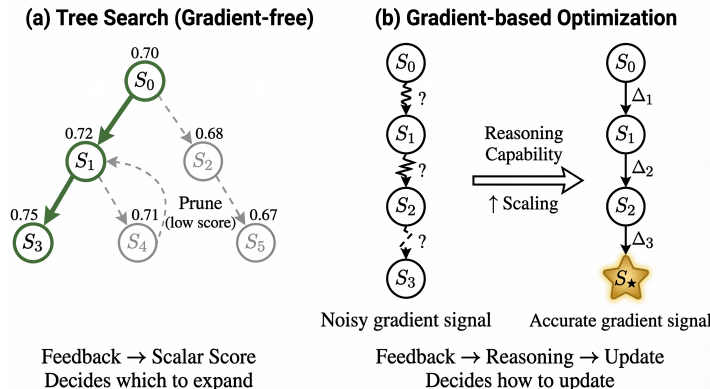 (a) Tree Search (Gradient-free)
0.70
S0
0.72
S1
0.68
S2
Prune
(low score)
0.75
S3
0.71
S4
0.67
S5
Feedback → Scalar Score
Decides which to expand
(b) Gradient-based Optimization
S0
?
S1
?
S2
?
S3
Noisy gradient signal
Reasoning
Capability
↑ Scaling
S0
Δ1
S1
Δ2
S2
Δ3
S★
Accurate gradient signal
Feedback → Reasoning → Update
Decides how to update